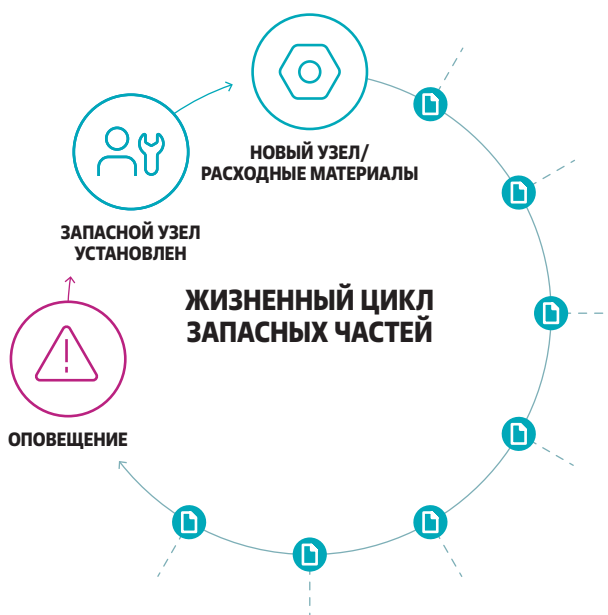 НОВЫЙ УЗЕЛ/
РАСХОДНЫЕ МАТЕРИАЛЫ
ЗАПАСНОЙ УЗЕЛ
УСТАНОВЛЕН
ЖИЗНЕННЫЙ ЦИКЛ
ЗАПАСНЫХ ЧАСТЕЙ
ОПОВЕЩЕНИЕ